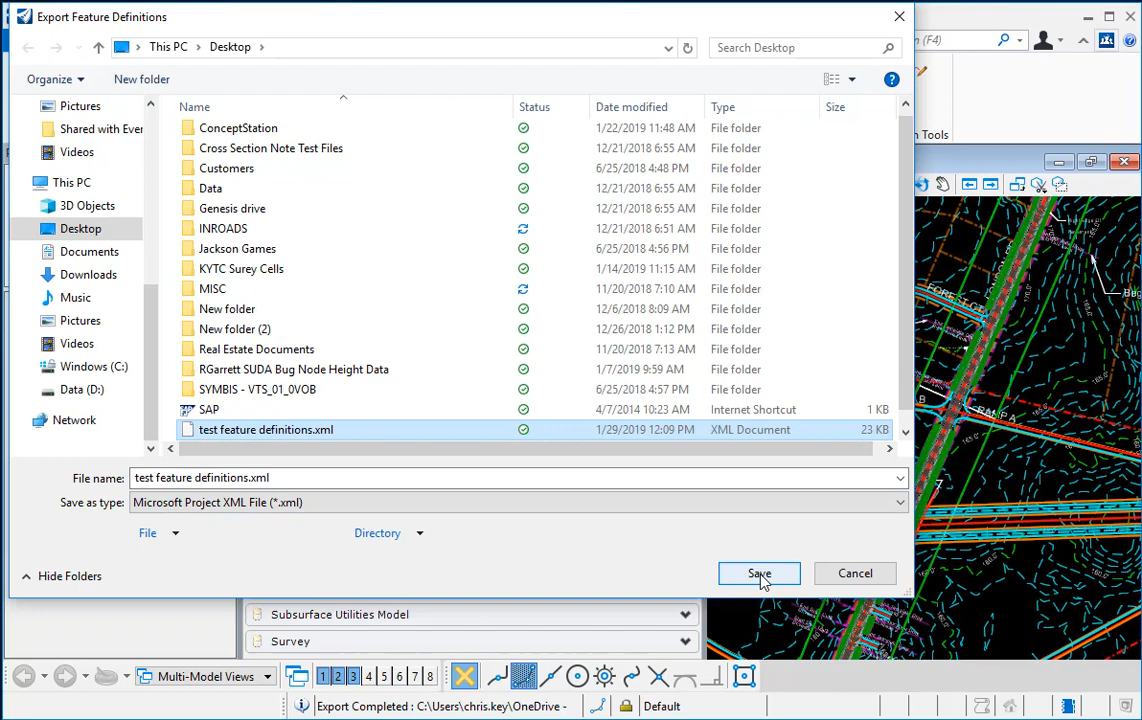 Export Feature Definitions
This PC
Desktop
Search Desktop
(F4)
Organize
New folder
Name
Status
Date modified
Type
Size
Pictures
Shared with Ever
Videos
This PC
3D Objects
Desktop
Documents
Downloads
Music
Pictures
Videos
Windows (C:)
Data (D:)
Network
ConceptStation 1/22/2019 11:48 AM File folder
Cross Section Note Test Files 12/21/2018 6:55 AM File folder
Customers 6/25/2018 4:48 PM File folder
Data 12/21/2018 6:55 AM File folder
Genesis drive 12/21/2018 6:55 AM File folder
INROADS 12/21/2018 6:51 AM File folder
Jackson Games 6/25/2018 4:56 PM File folder
KYTC Surey Cells 1/14/2019 11:15 AM File folder
MISC 11/20/2018 7:10 AM File folder
New folder 12/6/2018 8:09 AM File folder
New folder (2) 12/26/2018 1:12 PM File folder
Real Estate Documents 11/20/2018 7:13 AM File folder
RGarrett SUDA Bug Node Height Data 1/7/2019 9:59 AM File folder
SYMBIS - VTS_01_0VOB 6/25/2018 4:57 PM File folder
SAP 4/7/2014 10:23 AM Internet Shortcut 1 KB
test feature definitions.xml 1/29/2019 12:09 PM XML Document 23 KB
File name: test feature definitions.xml
Save as type: Microsoft Project XML File (*.xml)
File
Directory
Hide Folders
Save
Cancel
n Tools
FOREST CT
RAMP A
B
Subsurface Utilities Model
Survey
Multi-Model Views
1 2 3 4 5 6 7 8
Export Completed : C:\Users\chris.key\OneDrive -
Default